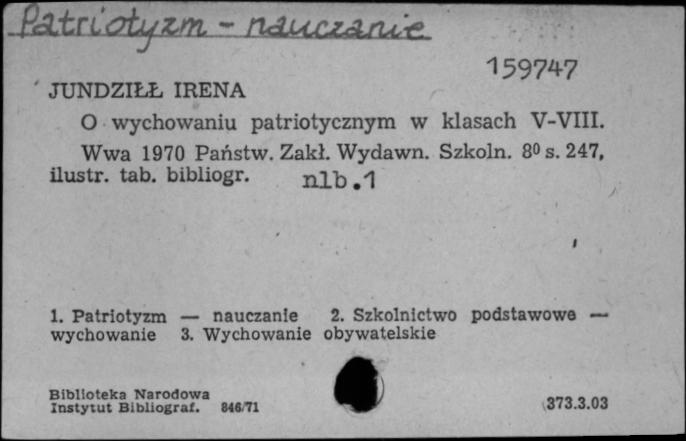 Patriotyzm - nauczanie
159747
JUNDZIŁŁ IRENA
O wychowaniu patriotycznym w klasach V-VIII.
Wwa 1970 Państw. Zakł. Wydawn. Szkoln. 8⁰ s. 247,
ilustr. tab. bibliogr. nlb.1
1. Patriotyzm — nauczanie 2. Szkolnictwo podstawowe —
wychowanie 3. Wychowanie obywatelskie
Biblioteka Narodowa
Instytut Bibliograf. 846/71 373.3.03